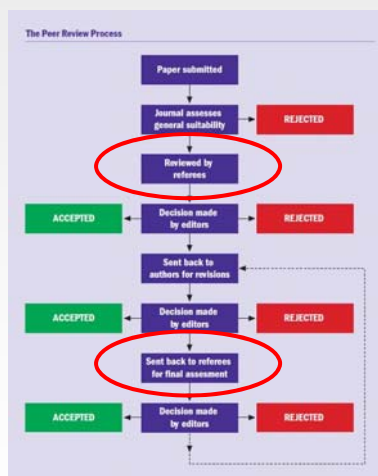 The Peer Review Process
Paper submitted
Journal assesses
general suitability
REJECTED
Reviewed by
referees
ACCEPTED
Decision made
by editors
REJECTED
Sent back to
authors for revisions
ACCEPTED
Decision made
by editors
REJECTED
Sent back to referees
for final assesment
ACCEPTED
Decision made
by editors
REJECTED